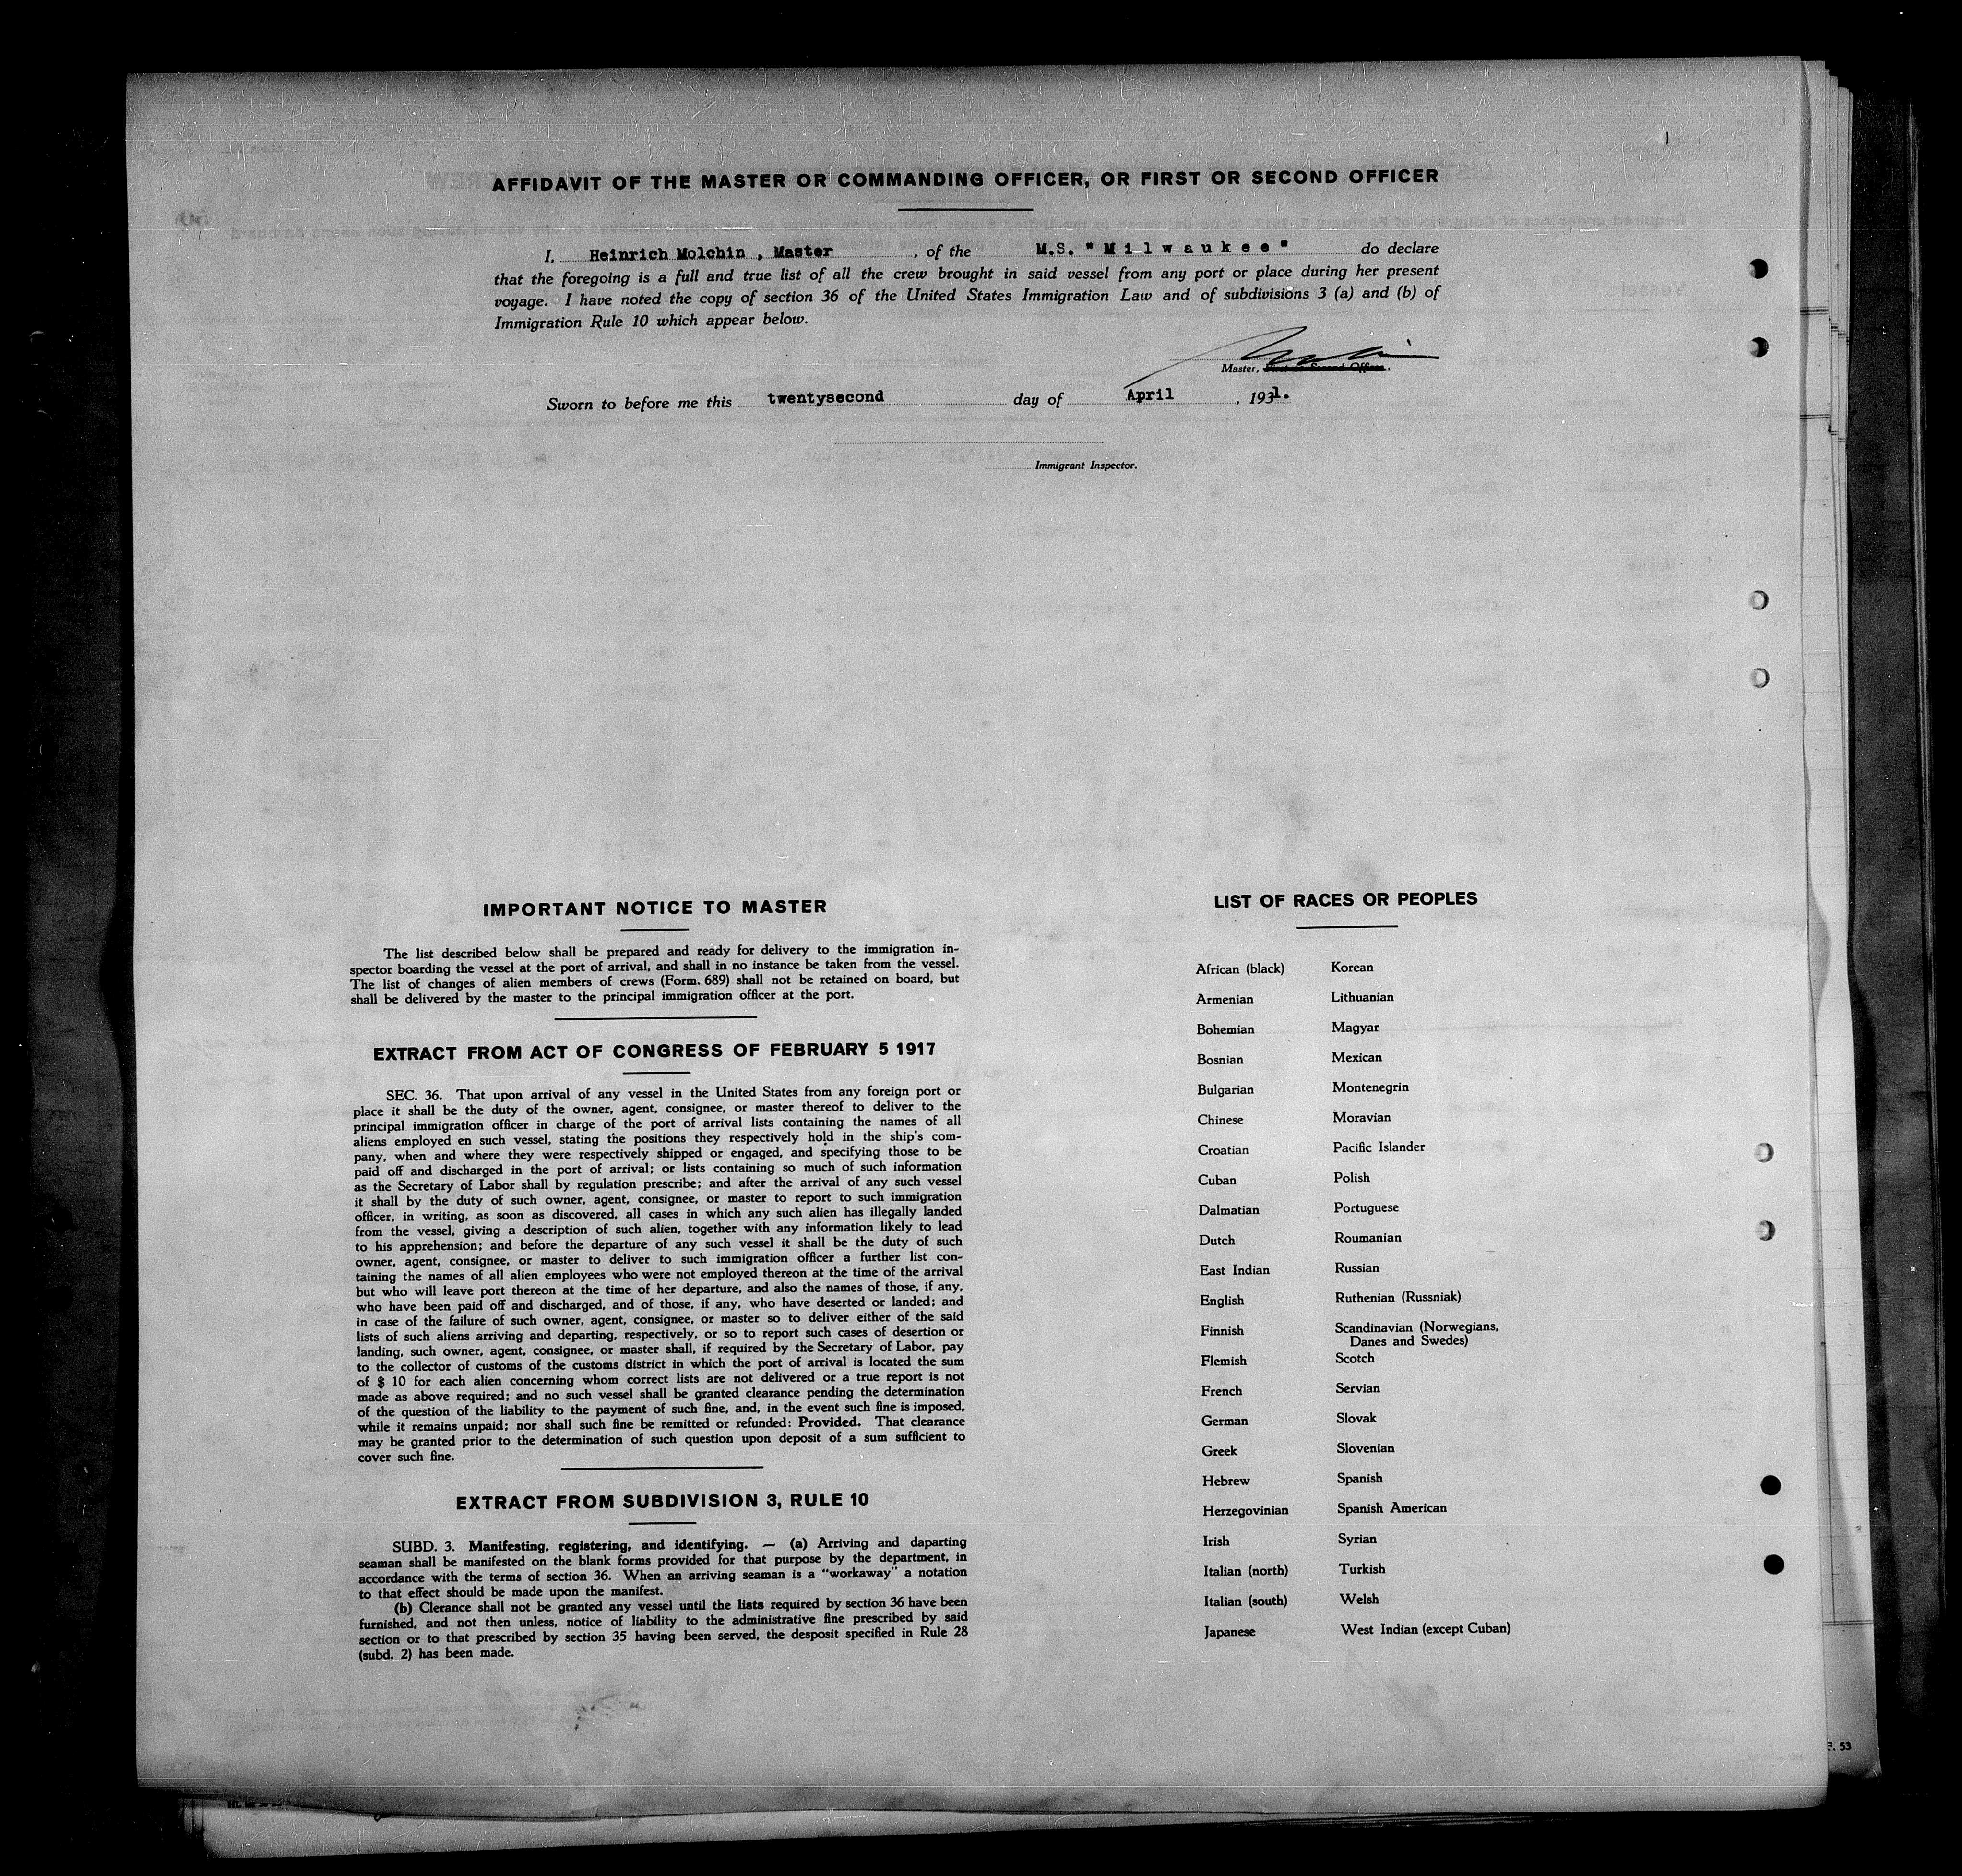 AFFIDAVIT OF THE MASTER OR COMMANDING OFFICER, OR FIRST OR SECOND OFFICER
I, Heinrich Molchin , Master , of the M.S. "M i l w a u k e e" do declare
that the foregoing is a full and true list of all the crew brought in said vessel from any port or place during her present
voyage. I have noted the copy of section 36 of the United States Immigration Law and of subdivisions 3 (a) and (b) of
Immigration Rule 10 which appear below.
Master, First or Second Officer.
Sworn to before me this twentysecond day of April , 1931.
Immigrant Inspector.
IMPORTANT NOTICE TO MASTER
The list described below shall be prepared and ready for delivery to the immigration in-
spector boarding the vessel at the port of arrival, and shall in no instance be taken from the vessel.
The list of changes of alien members of crews (Form. 689) shall not be retained on board, but
shall be delivered by the master to the principal immigration officer at the port.
EXTRACT FROM ACT OF CONGRESS OF FEBRUARY 5 1917
SEC. 36. That upon arrival of any vessel in the United States from any foreign port or
place it shall be the duty of the owner, agent, consignee, or master thereof to deliver to the
principal immigration officer in charge of the port of arrival lists containing the names of all
aliens employed en such vessel, stating the positions they respectively hold in the ship's com-
pany, when and where they were respectively shipped or engaged, and specifying those to be
paid off and discharged in the port of arrival; or lists containing so much of such information
as the Secretary of Labor shall by regulation prescribe; and after the arrival of any such vessel
it shall by the duty of such owner, agent, consignee, or master to report to such immigration
officer, in writing, as soon as discovered, all cases in which any such alien has illegally landed
from the vessel, giving a description of such alien, together with any information likely to lead
to his apprehension; and before the departure of any such vessel it shall be the duty of such
owner, agent, consignee, or master to deliver to such immigration officer a further list con-
taining the names of all alien employees who were not employed thereon at the time of the arrival
but who will leave port thereon at the time of her departure, and also the names of those, if any,
who have been paid off and discharged, and of those, if any, who have deserted or landed; and
in case of the failure of such owner, agent, consignee, or master so to deliver either of the said
lists of such aliens arriving and departing, respectively, or so to report such cases of desertion or
landing, such owner, agent, consignee, or master shall, if required by the Secretary of Labor, pay
to the collector of customs of the customs district in which the port of arrival is located the sum
of $ 10 for each alien concerning whom correct lists are not delivered or a true report is not
made as above required; and no such vessel shall be granted clearance pending the determination
of the question of the liability to the payment of such fine, and, in the event such fine is imposed,
while it remains unpaid; nor shall such fine be remitted or refunded: Provided. That clearance
may be granted prior to the determination of such question upon deposit of a sum sufficient to
cover such fine.
EXTRACT FROM SUBDIVISION 3, RULE 10
SUBD. 3. Manifesting, registering, and identifying. — (a) Arriving and daparting
seaman shall be manifested on the blank forms provided for that purpose by the department, in
accordance with the terms of section 36. When an arriving seaman is a "workaway" a notation
to that effect should be made upon the manifest.
(b) Clerance shall not be granted any vessel until the lists required by section 36 have been
furnished, and not then unless, notice of liability to the administrative fine prescribed by said
section or to that prescribed by section 35 having been served, the desposit specified in Rule 28
(subd. 2) has been made.
LIST OF RACES OR PEOPLES
African (black) Korean
Armenian Lithuanian
Bohemian Magyar
Bosnian Mexican
Bulgarian Montenegrin
Chinese Moravian
Croatian Pacific Islander
Cuban Polish
Dalmatian Portuguese
Dutch Roumanian
East Indian Russian
English Ruthenian (Russniak)
Finnish Scandinavian (Norwegians,
Danes and Swedes)
Flemish Scotch
French Servian
German Slovak
Greek Slovenian
Hebrew Spanish
Herzegovinian Spanish American
Irish Syrian
Italian (north) Turkish
Italian (south) Welsh
Japanese West Indian (except Cuban)
F. 53